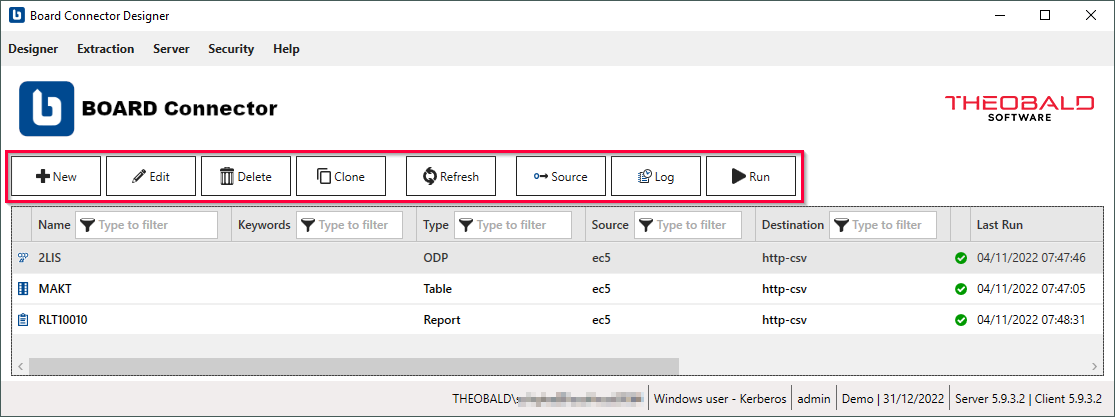 Board Connector Designer
Designer Extraction Server Security Help
BOARD Connector
THEOBALD
SOFTWARE
New Edit Delete Clone Refresh Source Log Run
Name Type to filter Keywords Type to filter Type Type to filter Source Type to filter Destination Type to filter Last Run
2LIS ODP ec5 http-csv 04/11/2022 07:47:46
MAKT Table ec5 http-csv 04/11/2022 07:47:05
RLT10010 Report ec5 http-csv 04/11/2022 07:48:31
THEOBALD\ Windows user - Kerberos admin Demo | 31/12/2022 Server 5.9.3.2 | Client 5.9.3.2